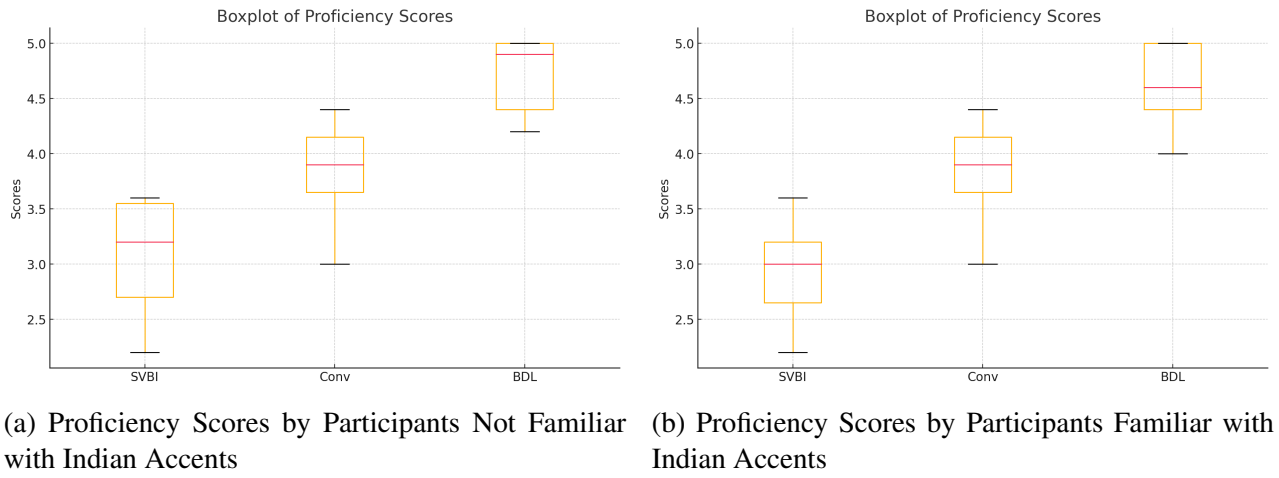 Boxplot of Proficiency Scores
5.0
4.5
4.0
3.5
3.0
2.5
Scores
SVBI Conv BDL
(a) Proficiency Scores by Participants Not Familiar
with Indian Accents
Boxplot of Proficiency Scores
5.0
4.5
4.0
3.5
3.0
2.5
Scores
SVBI Conv BDL
(b) Proficiency Scores by Participants Familiar with
Indian Accents